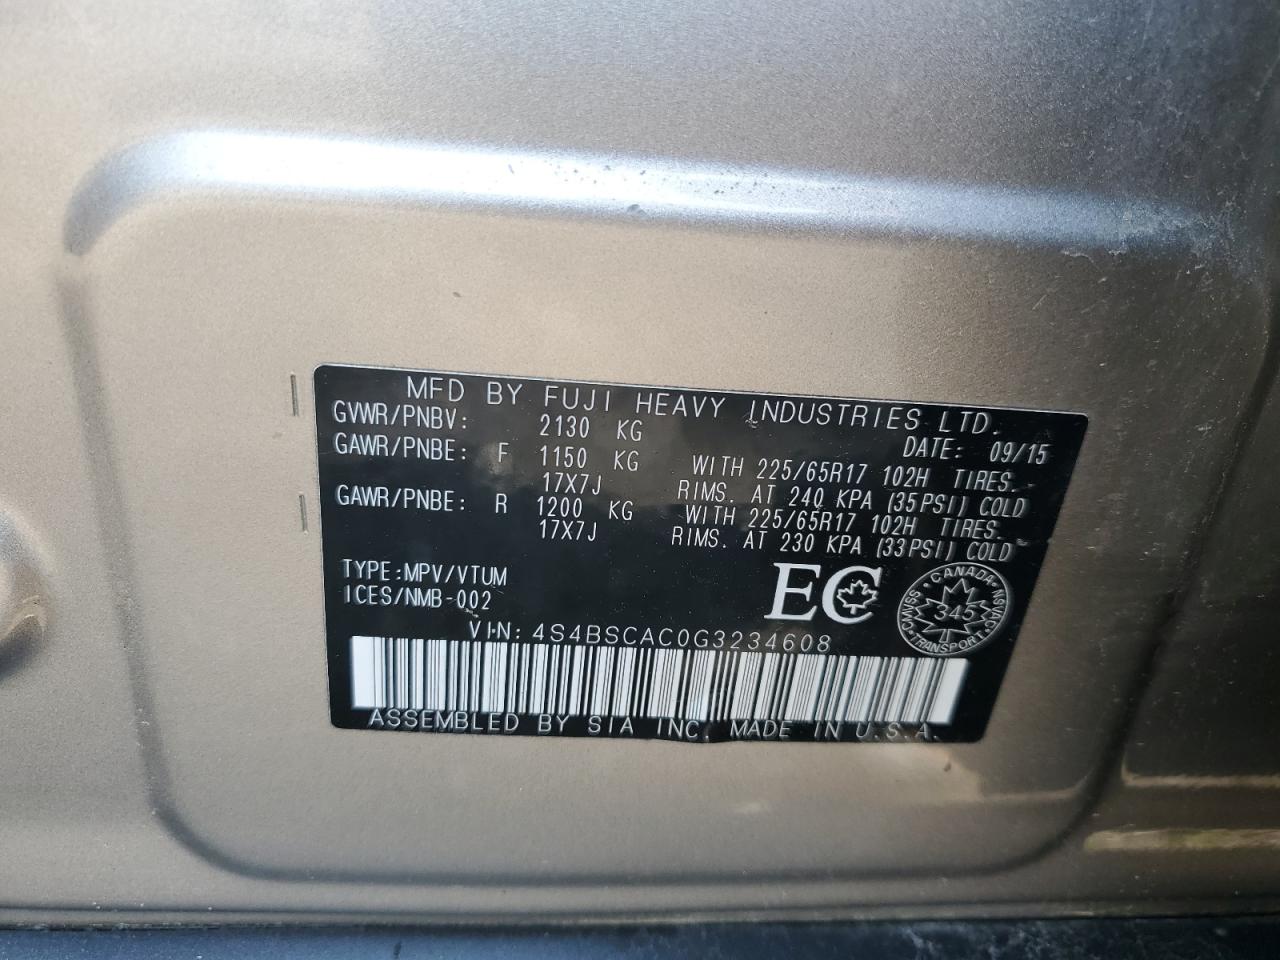 MFD BY FUJI HEAVY INDUSTRIES LTD.
GVWR/PNBV: 2130 KG DATE: 09/15
GAWR/PNBE: F 1150 KG WITH 225/65R17 102H TIRES.
17X7J RIMS. AT 240 KPA (35PSI) COLD
GAWR/PNBE: R 1200 KG WITH 225/65R17 102H TIRES.
17X7J RIMS. AT 230 KPA (33PSI) COLD
TYPE:MPV/VTUM
ICES/NMB-002
EC
CANADA
CMVSS 345 NSVAC
TRANSPORT
VIN: 4S4BSCAC0G3234608
ASSEMBLED BY SIA INC. MADE IN U.S.A.